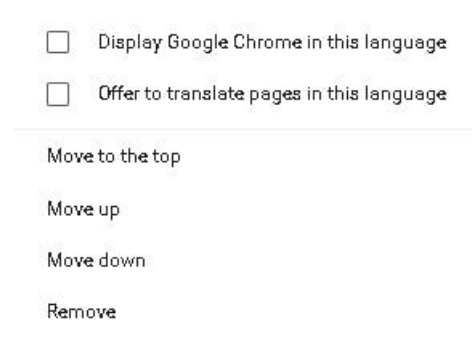 Display Google Chrome in this language
Offer to translate pages in this language
Move to the top
Move up
Move down
Remove